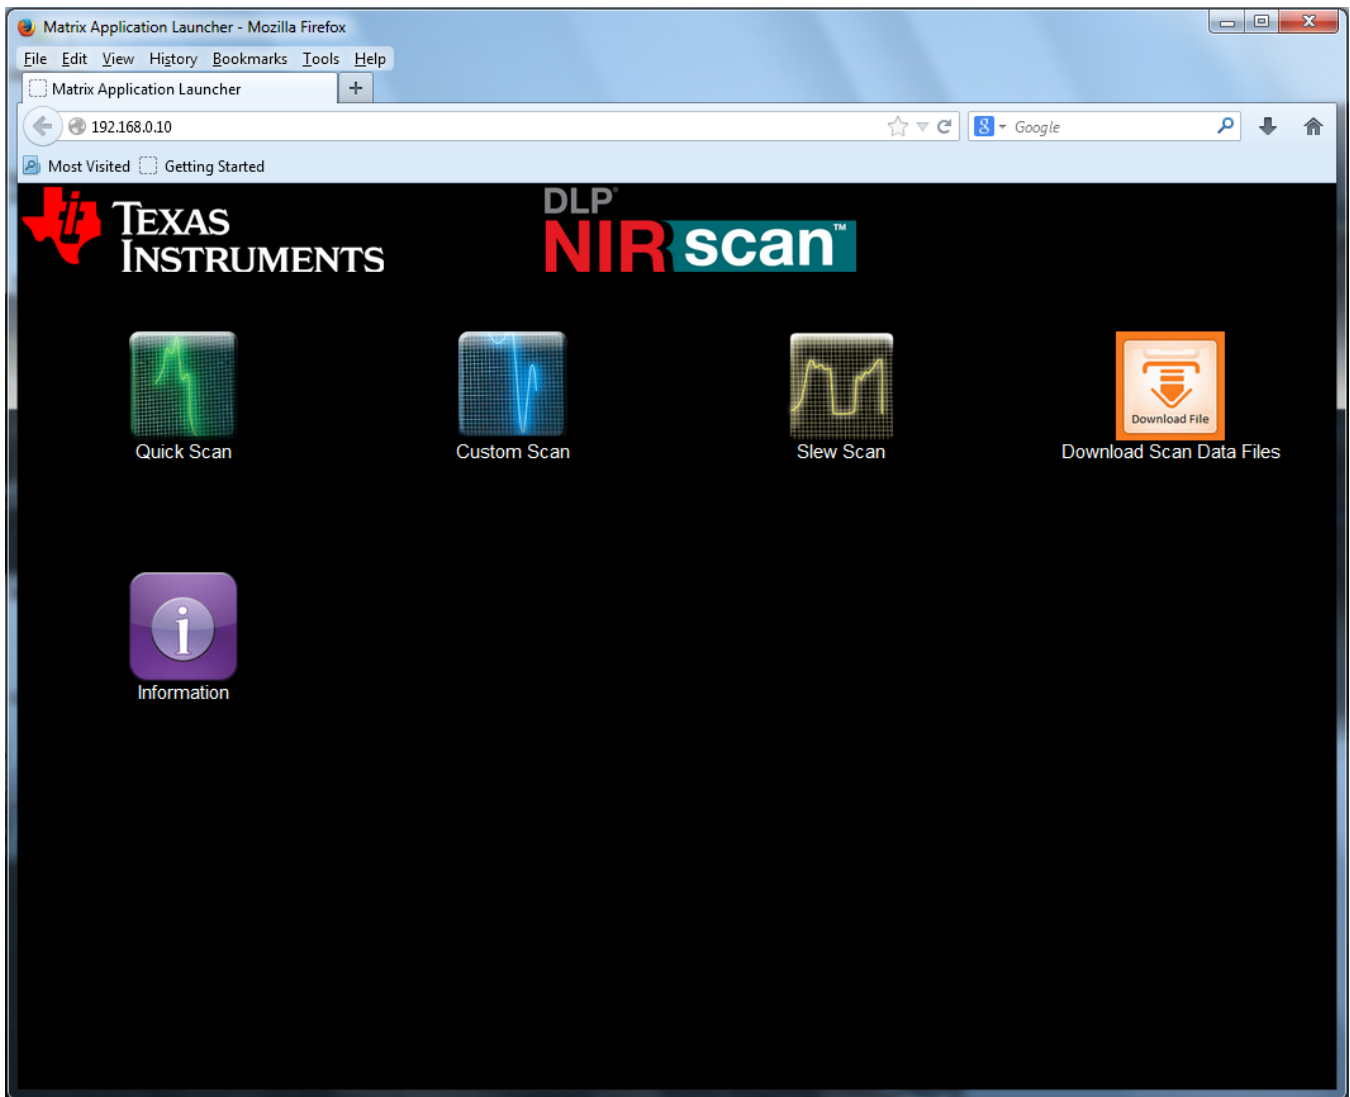 Matrix Application Launcher - Mozilla Firefox
File Edit View History Bookmarks Tools Help
Matrix Application Launcher +
192.168.0.10
8 Google
Most Visited Getting Started
TEXAS
INSTRUMENTS
DLP®
NIRscan™
Download File
Quick Scan Custom Scan Slew Scan Download Scan Data Files
i
Information